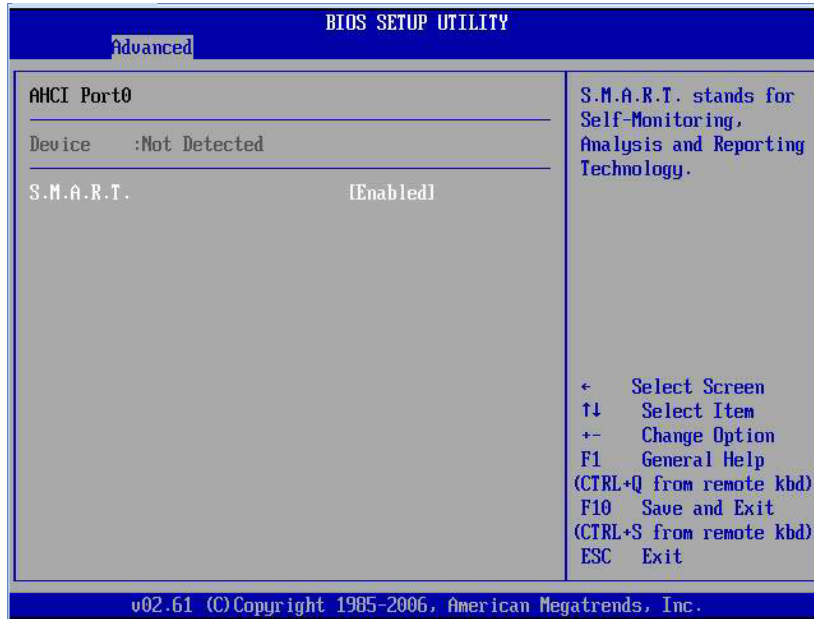 BIOS SETUP UTILITY
Advanced
AHCI Port0
Device :Not Detected
S.M.A.R.T. [Enabled]
S.M.A.R.T. stands for
Self-Monitoring,
Analysis and Reporting
Technology.
← Select Screen
↑↓ Select Item
+- Change Option
F1 General Help
(CTRL+Q from remote kbd)
F10 Save and Exit
(CTRL+S from remote kbd)
ESC Exit
v02.61 (C)Copyright 1985-2006, American Megatrends, Inc.